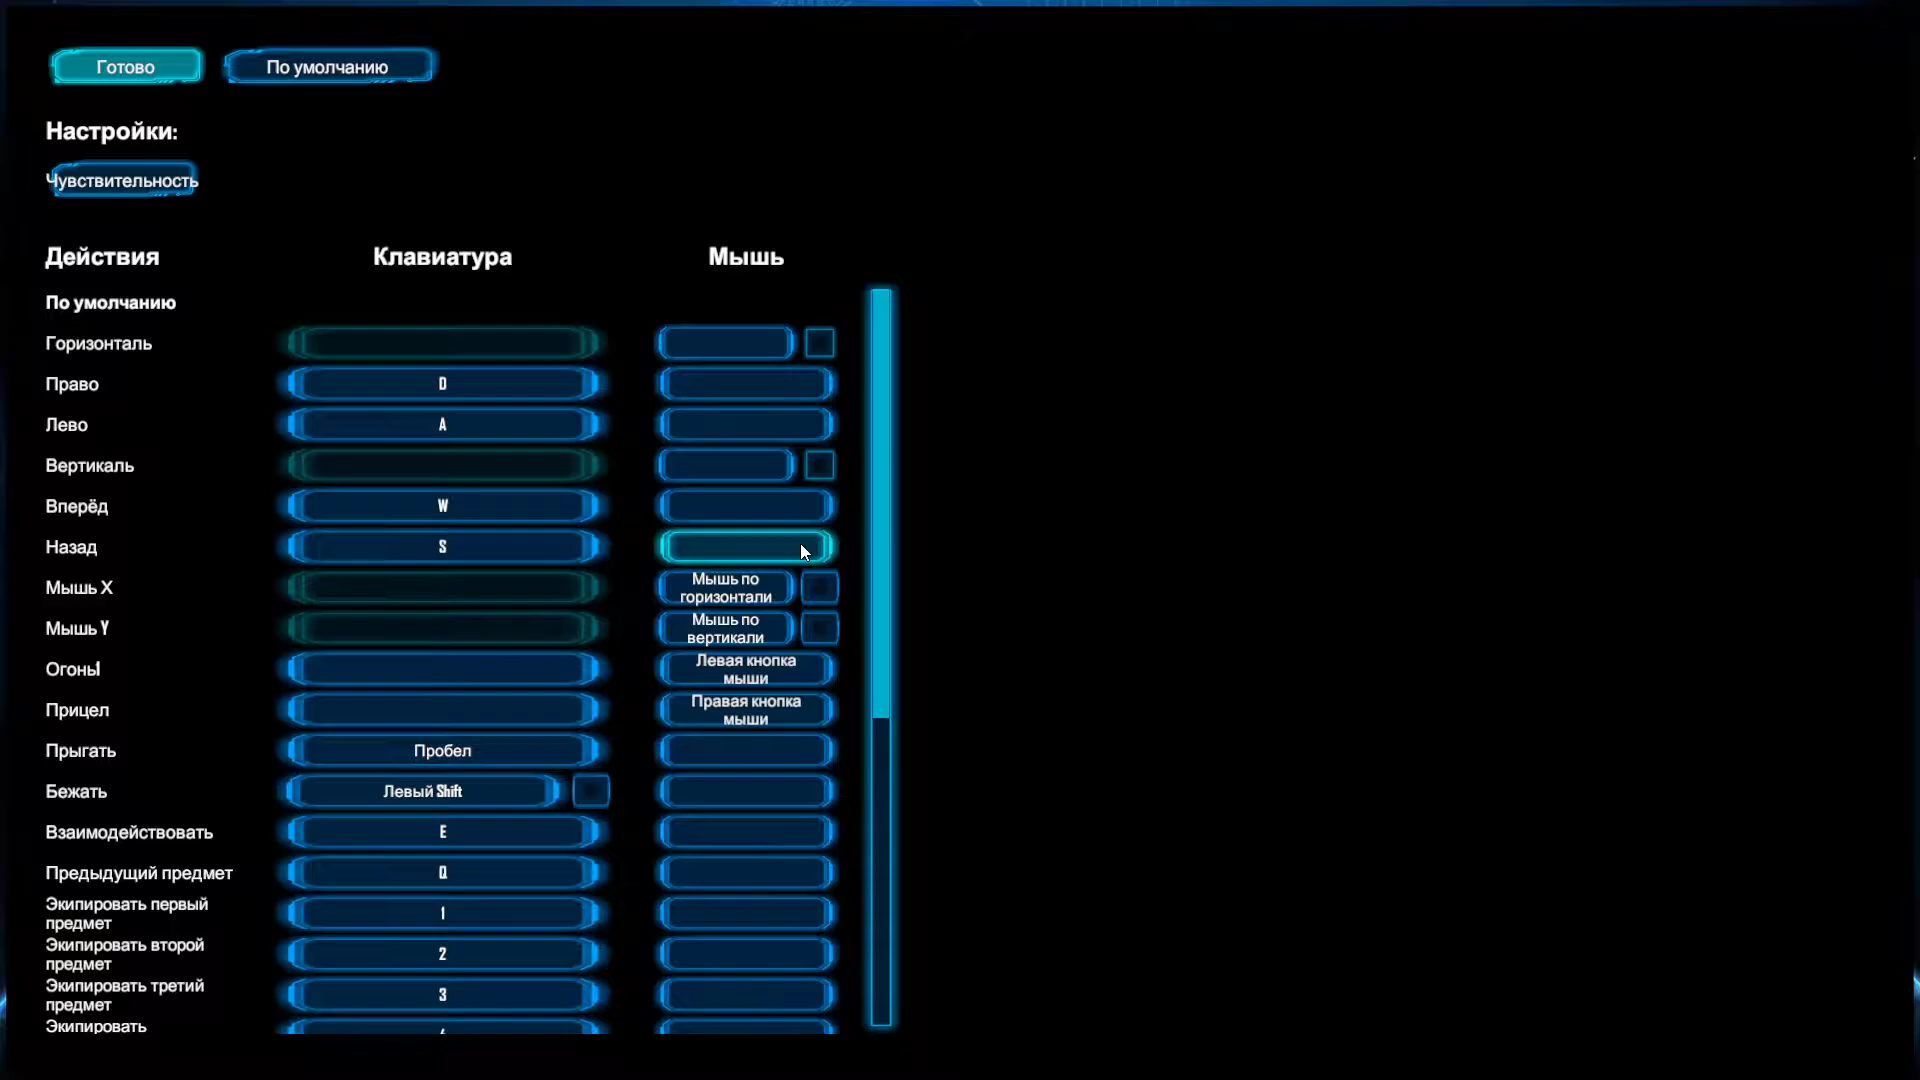 Готово
По умолчанию
Настройки:
Чувствительность
Действия Клавиатура Мышь
По умолчанию
Горизонталь
Право D
Лево A
Вертикаль
Вперёд W
Назад S
Мышь X Мышь по
горизонтали
Мышь Y Мышь по
вертикали
Огонь! Левая кнопка
мыши
Прицел Правая кнопка
мыши
Прыгать Пробел
Бежать Левый Shift
Взаимодействовать E
Предыдущий предмет Q
Экипировать первый
предмет 1
Экипировать второй
предмет 2
Экипировать третий
предмет 3
Экипировать